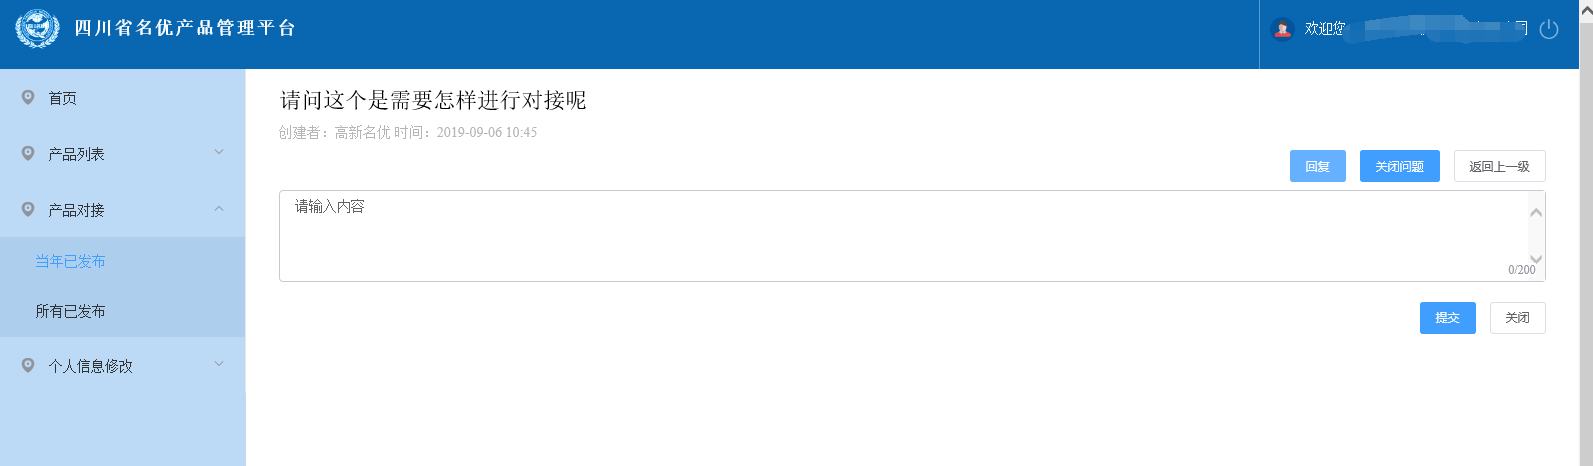 四川省名优产品管理平台
欢迎您
首页
产品列表
产品对接
当年已发布
所有已发布
个人信息修改
请问这个是需要怎样进行对接呢
创建者：高新名优 时间：2019-09-06 10:45
回复 关闭问题 返回上一级
请输入内容
0/200
提交 关闭